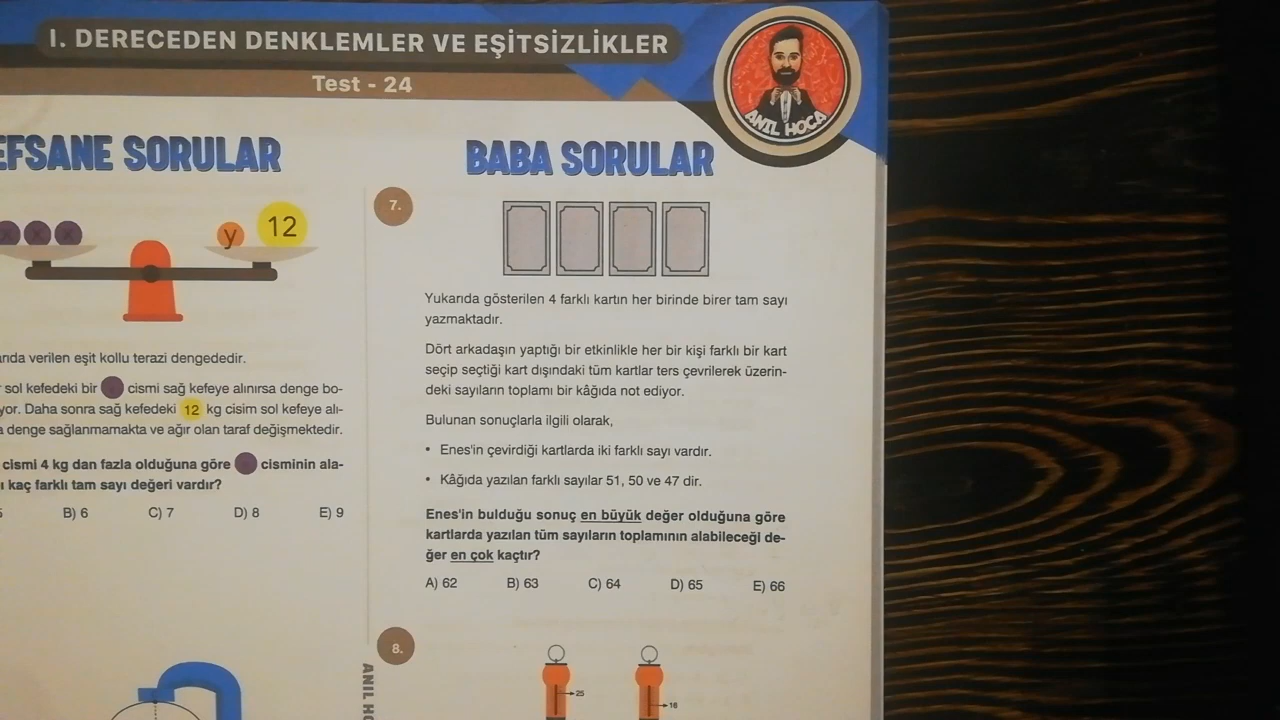 I. DERECEDEN DENKLEMLER VE EŞİTSİZLİKLER
Test - 24
ANIL HOCA
EFSANE SORULAR
x x x
y 12
verilen eşit kollu terazi dengededir.
sol kefedeki bir cismi sağ kefeye alınırsa denge bo-
yor. Daha sonra sağ kefedeki 12 kg cisim sol kefeye alı-
denge sağlanmamakta ve ağır olan taraf değişmektedir.
cismi 4 kg dan fazla olduğuna göre cisminin ala-
kaç farklı tam sayı değeri vardır?
B) 6 C) 7 D) 8 E) 9
BABA SORULAR
7.
Yukarıda gösterilen 4 farklı kartın her birinde birer tam sayı
yazmaktadır.
Dört arkadaşın yaptığı bir etkinlikle her bir kişi farklı bir kart
seçip seçtiği kart dışındaki tüm kartlar ters çevrilerek üzerin-
deki sayıların toplamı bir kâğıda not ediyor.
Bulunan sonuçlarla ilgili olarak,
• Enes'in çevirdiği kartlarda iki farklı sayı vardır.
• Kâğıda yazılan farklı sayılar 51, 50 ve 47 dir.
Enes'in bulduğu sonuç en büyük değer olduğuna göre
kartlarda yazılan tüm sayıların toplamının alabileceği de-
ğer en çok kaçtır?
A) 62 B) 63 C) 64 D) 65 E) 66
8.
25
16
ANIL HO